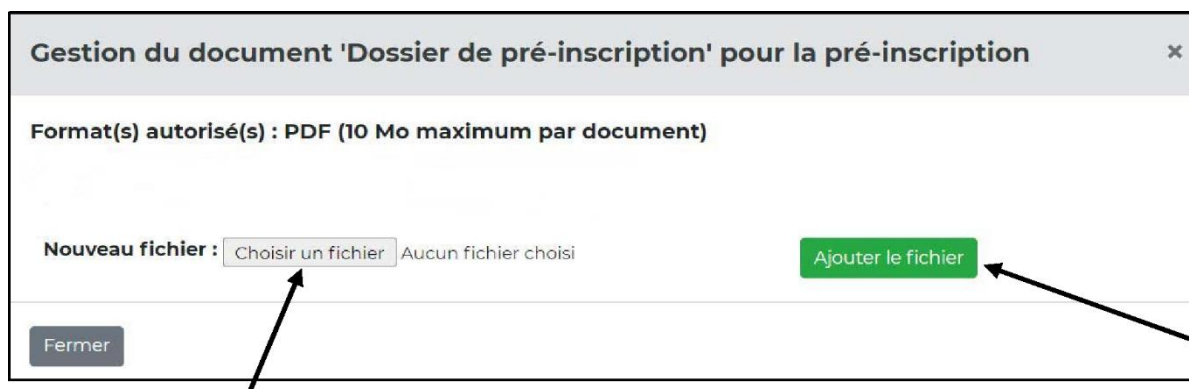 Gestion du document 'Dossier de pré-inscription' pour la pré-inscription ×
Format(s) autorisé(s) : PDF (10 Mo maximum par document)
Nouveau fichier : Choisir un fichier Aucun fichier choisi Ajouter le fichier
Fermer